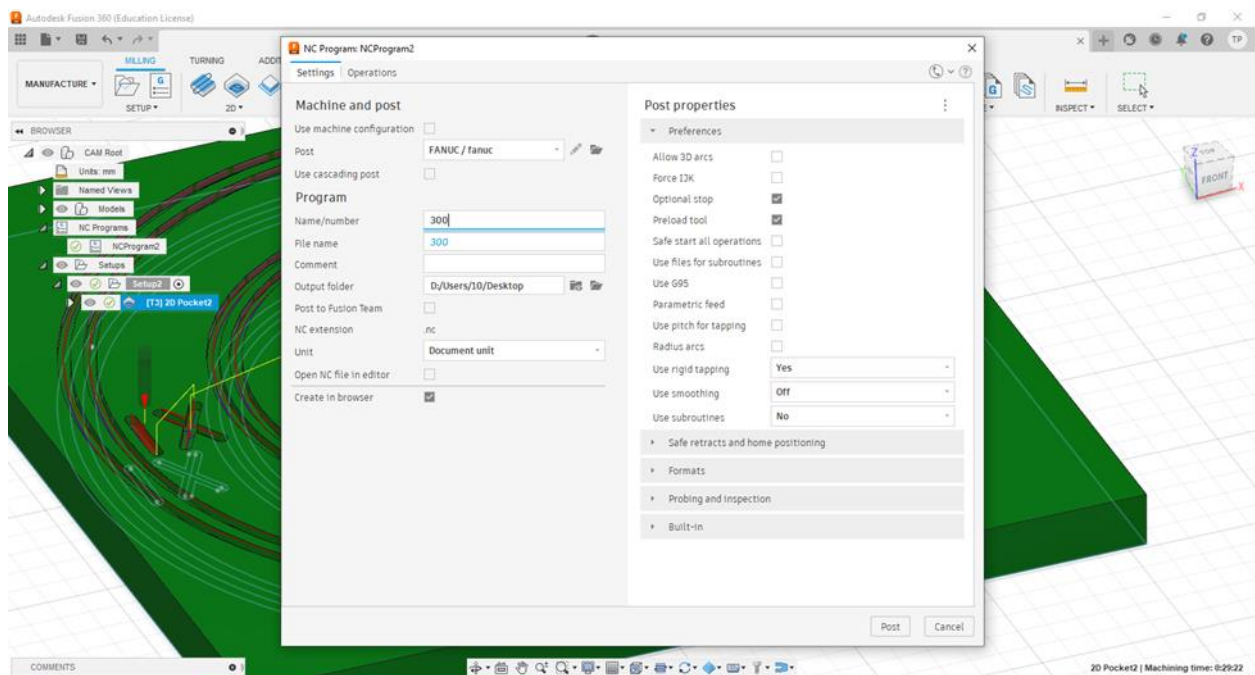 Autodesk Fusion 360 (Education License)
TP
MILLING
TURNING
ADDIT
MANUFACTURE
SETUP
2D
INSPECT
SELECT
BROWSER
CAM Root
Units: mm
Named Views
Models
NC Programs
NCProgram2
Setups
Setup2
[T3] 2D Pocket2
NC Program: NCProgram2
Settings
Operations
Machine and post
Use machine configuration
Post
FANUC / fanuc
Use cascading post
Program
Name/number
300
File name
300
Comment
Output folder
D:/Users/10/Desktop
Post to Fusion Team
NC extension
.nc
Unit
Document unit
Open NC file in editor
Create in browser
Post properties
Preferences
Allow 3D arcs
Force IJK
Optional stop
Preload tool
Safe start all operations
Use files for subroutines
Use G95
Parametric feed
Use pitch for tapping
Radius arcs
Use rigid tapping
Yes
Use smoothing
Off
Use subroutines
No
Safe retracts and home positioning
Formats
Probing and inspection
Built-in
Post
Cancel
Z
FRONT
X
COMMENTS
2D Pocket2 | Machining time: 0:29:22